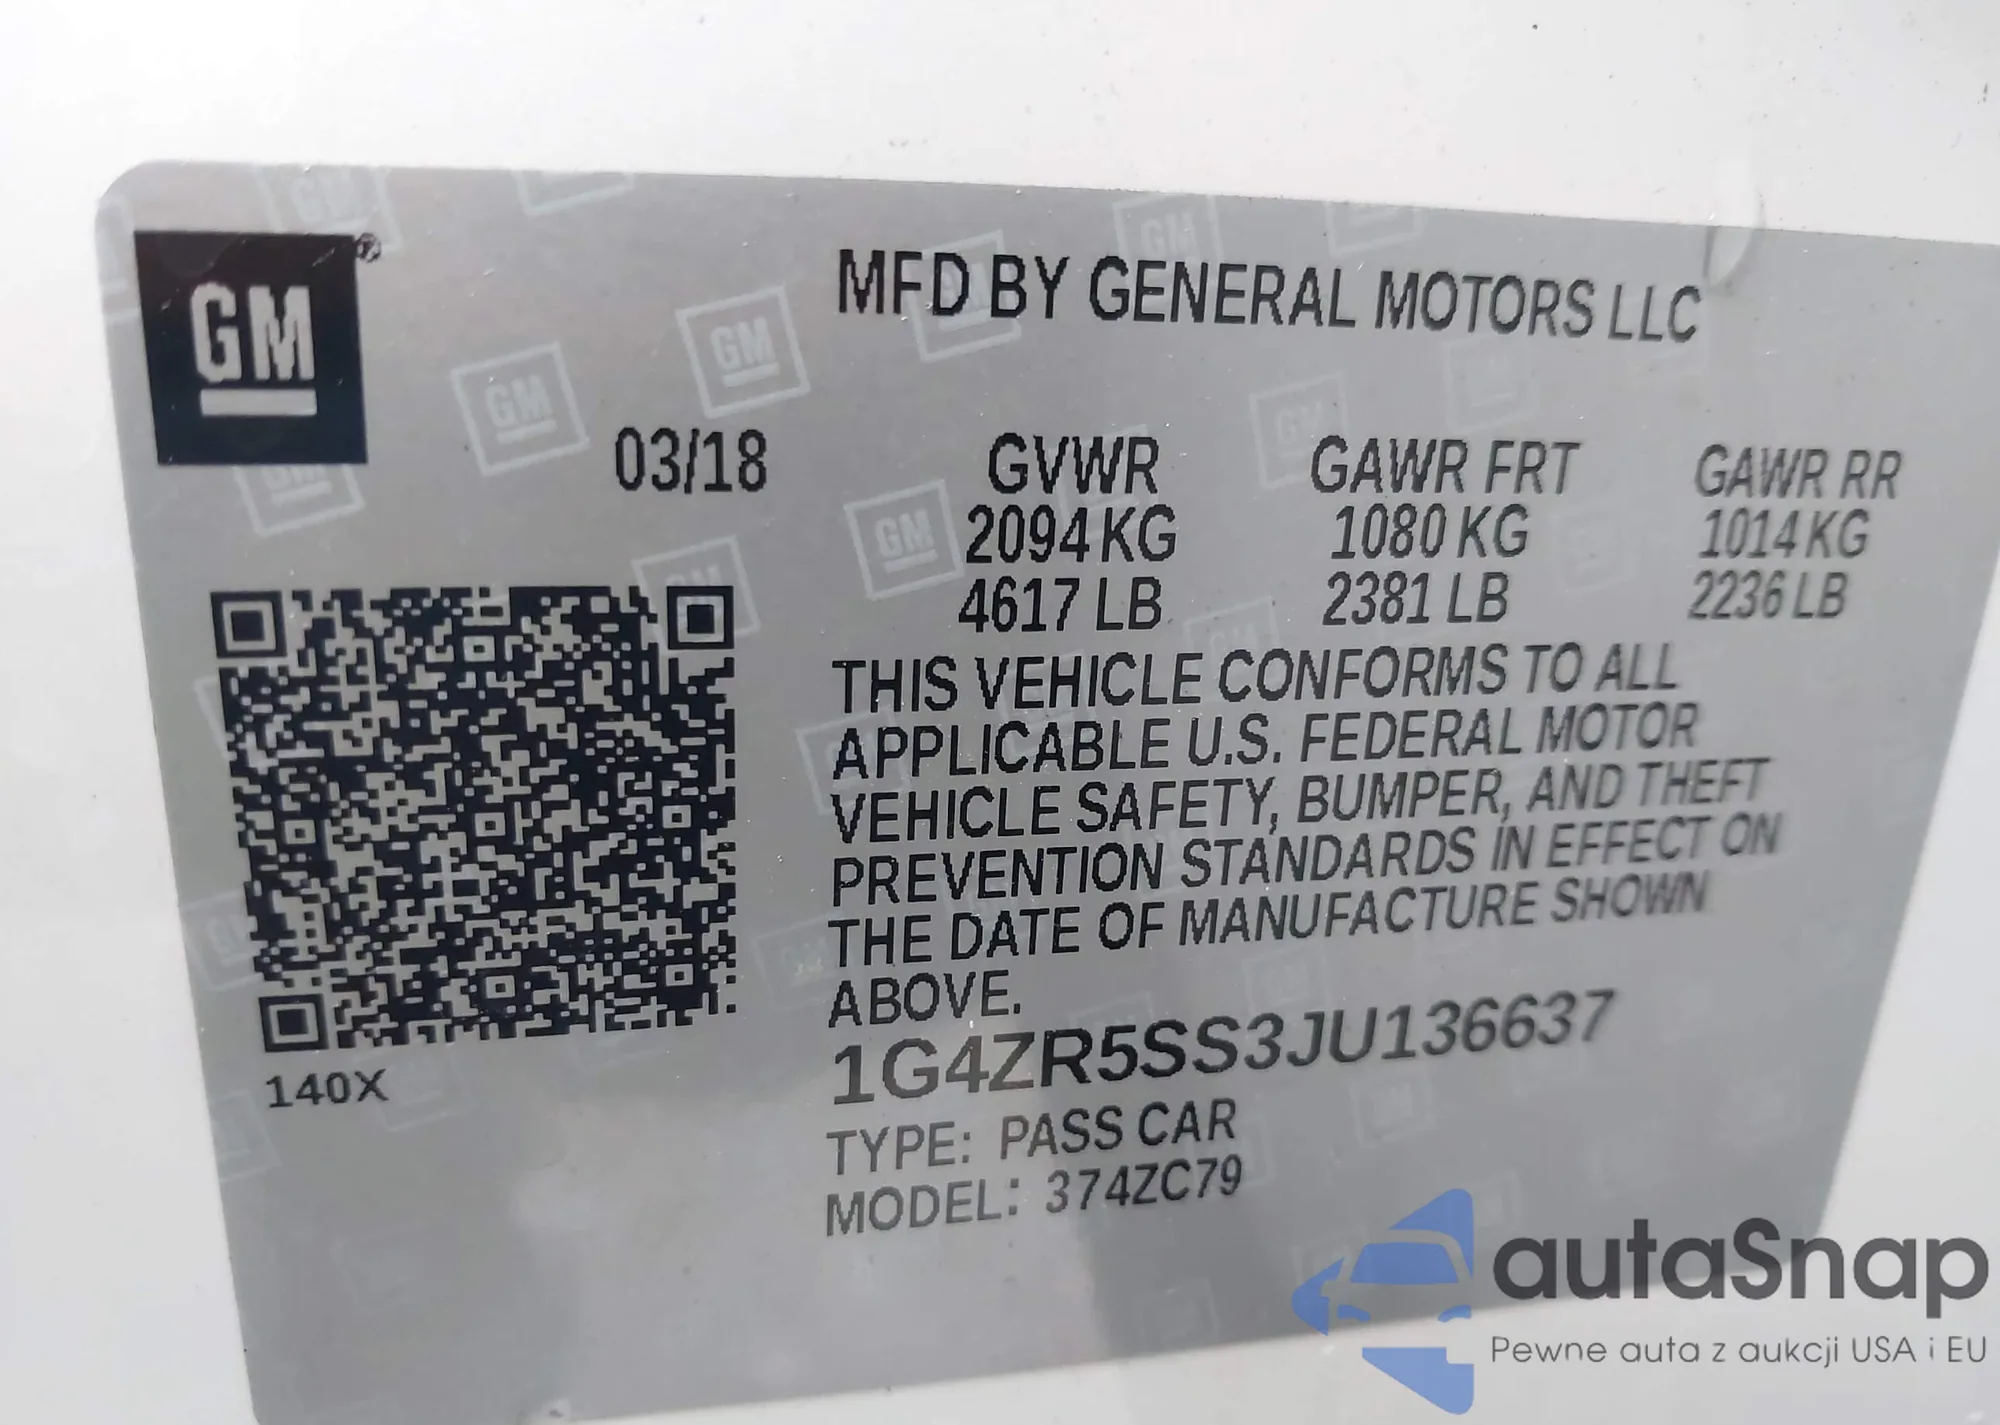 GM®
MFD BY GENERAL MOTORS LLC
03/18
GVWR GAWR FRT GAWR RR
2094 KG 1080 KG 1014 KG
4617 LB 2381 LB 2236 LB
THIS VEHICLE CONFORMS TO ALL
APPLICABLE U.S. FEDERAL MOTOR
VEHICLE SAFETY, BUMPER, AND THEFT
PREVENTION STANDARDS IN EFFECT ON
THE DATE OF MANUFACTURE SHOWN
ABOVE.
1G4ZR5SS3JU136637
140X
TYPE: PASS CAR
MODEL: 374ZC79
autaSnap
Pewne auta z aukcji USA i EU